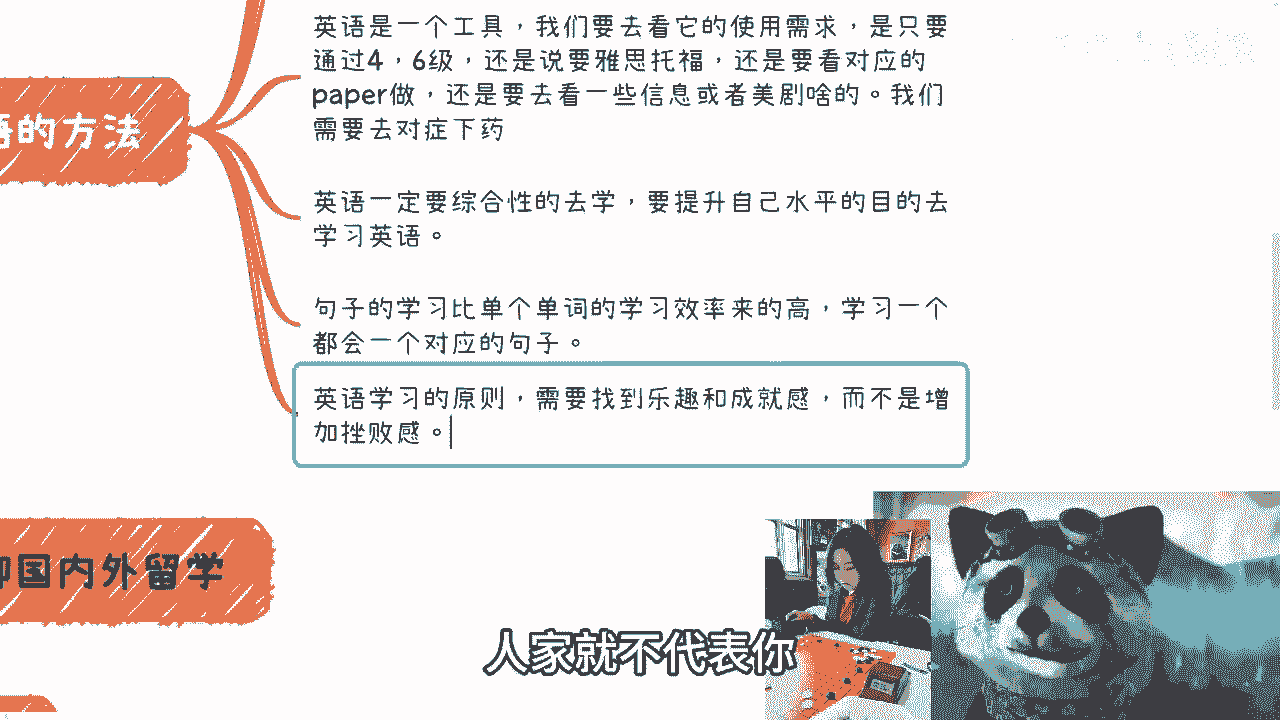 英语是一个工具，我们要去看它的使用需求，是只要
通过4，6级，还是说要雅思托福，还是要看对应的
paper做，还是要去看一些信息或者美剧啥的。我们
需要去对症下药
语的方法
英语一定要综合性的去学，要提升自己水平的目的去
学习英语。
句子的学习比单个单词的学习效率来的高，学习一个
都会一个对应的句子。
英语学习的原则，需要找到乐趣和成就感，而不是增
加挫败感。
国内外留学
人家就不代表你